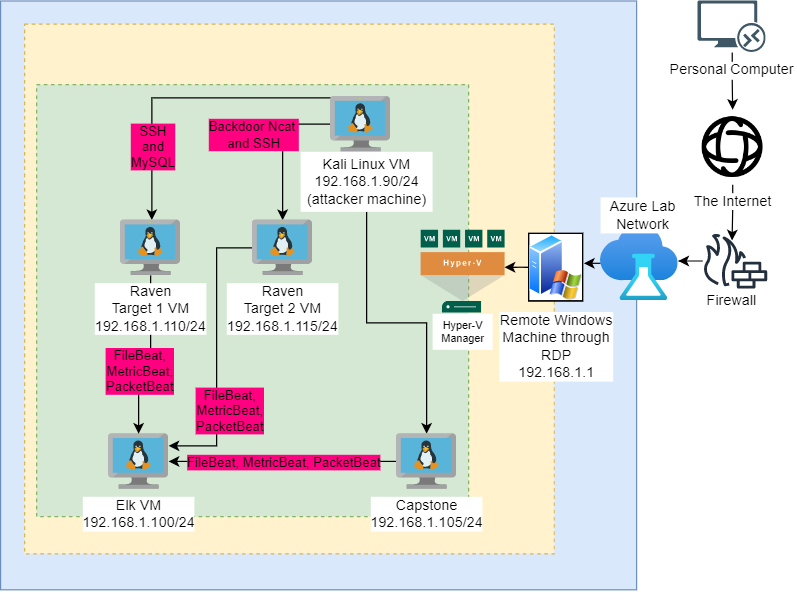 Personal Computer
The Internet
Firewall
Azure Lab
Network
Remote Windows
Machine through
RDP
192.168.1.1
VM VM VM VM
Hyper-V
Hyper-V
Manager
Kali Linux VM
192.168.1.90/24
(attacker machine)
SSH
and
MySQL
Backdoor Ncat
and SSH
Raven
Target 1 VM
192.168.1.110/24
Raven
Target 2 VM
192.168.1.115/24
FileBeat,
MetricBeat,
PacketBeat
FileBeat,
MetricBeat,
PacketBeat
FileBeat, MetricBeat, PacketBeat
Elk VM
192.168.1.100/24
Capstone
192.168.1.105/24